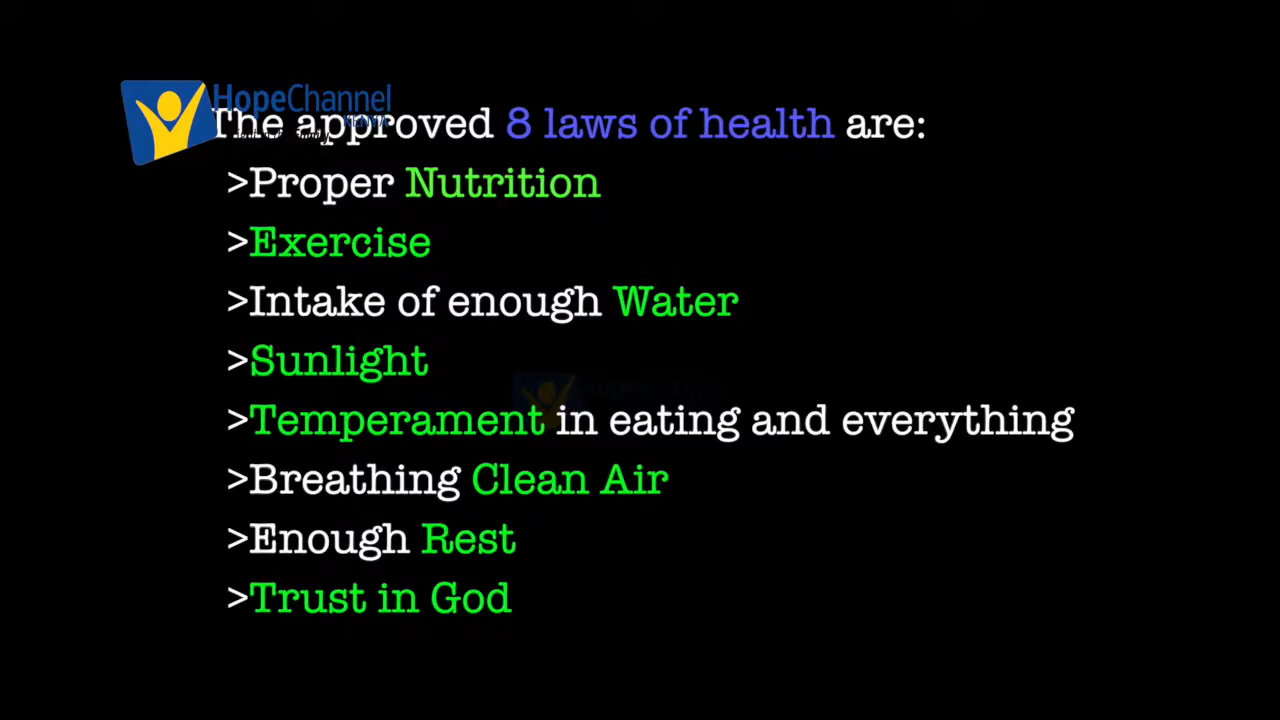 HopeChannel
KENYA
The approved 8 laws of health are:
>Proper Nutrition
>Exercise
>Intake of enough Water
>Sunlight
>Temperament in eating and everything
>Breathing Clean Air
>Enough Rest
>Trust in God